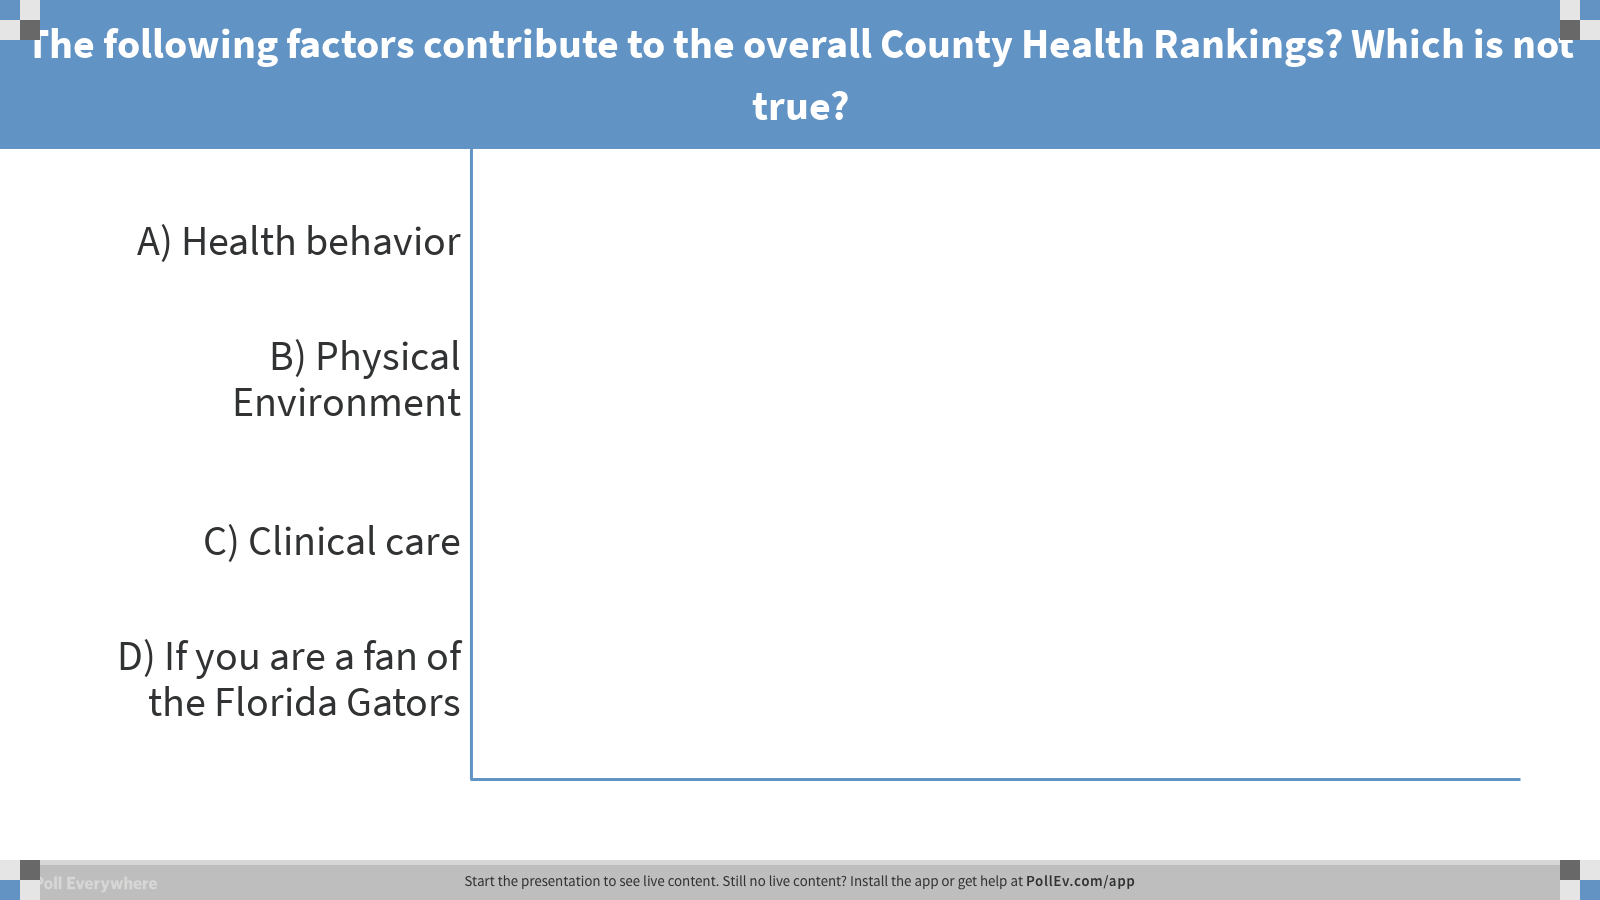 The following factors contribute to the overall County Health Rankings? Which is not
true?
A) Health behavior
B) Physical
Environment
C) Clinical care
D) If you are a fan of
the Florida Gators
Poll Everywhere
Start the presentation to see live content. Still no live content? Install the app or get help at PollEv.com/app